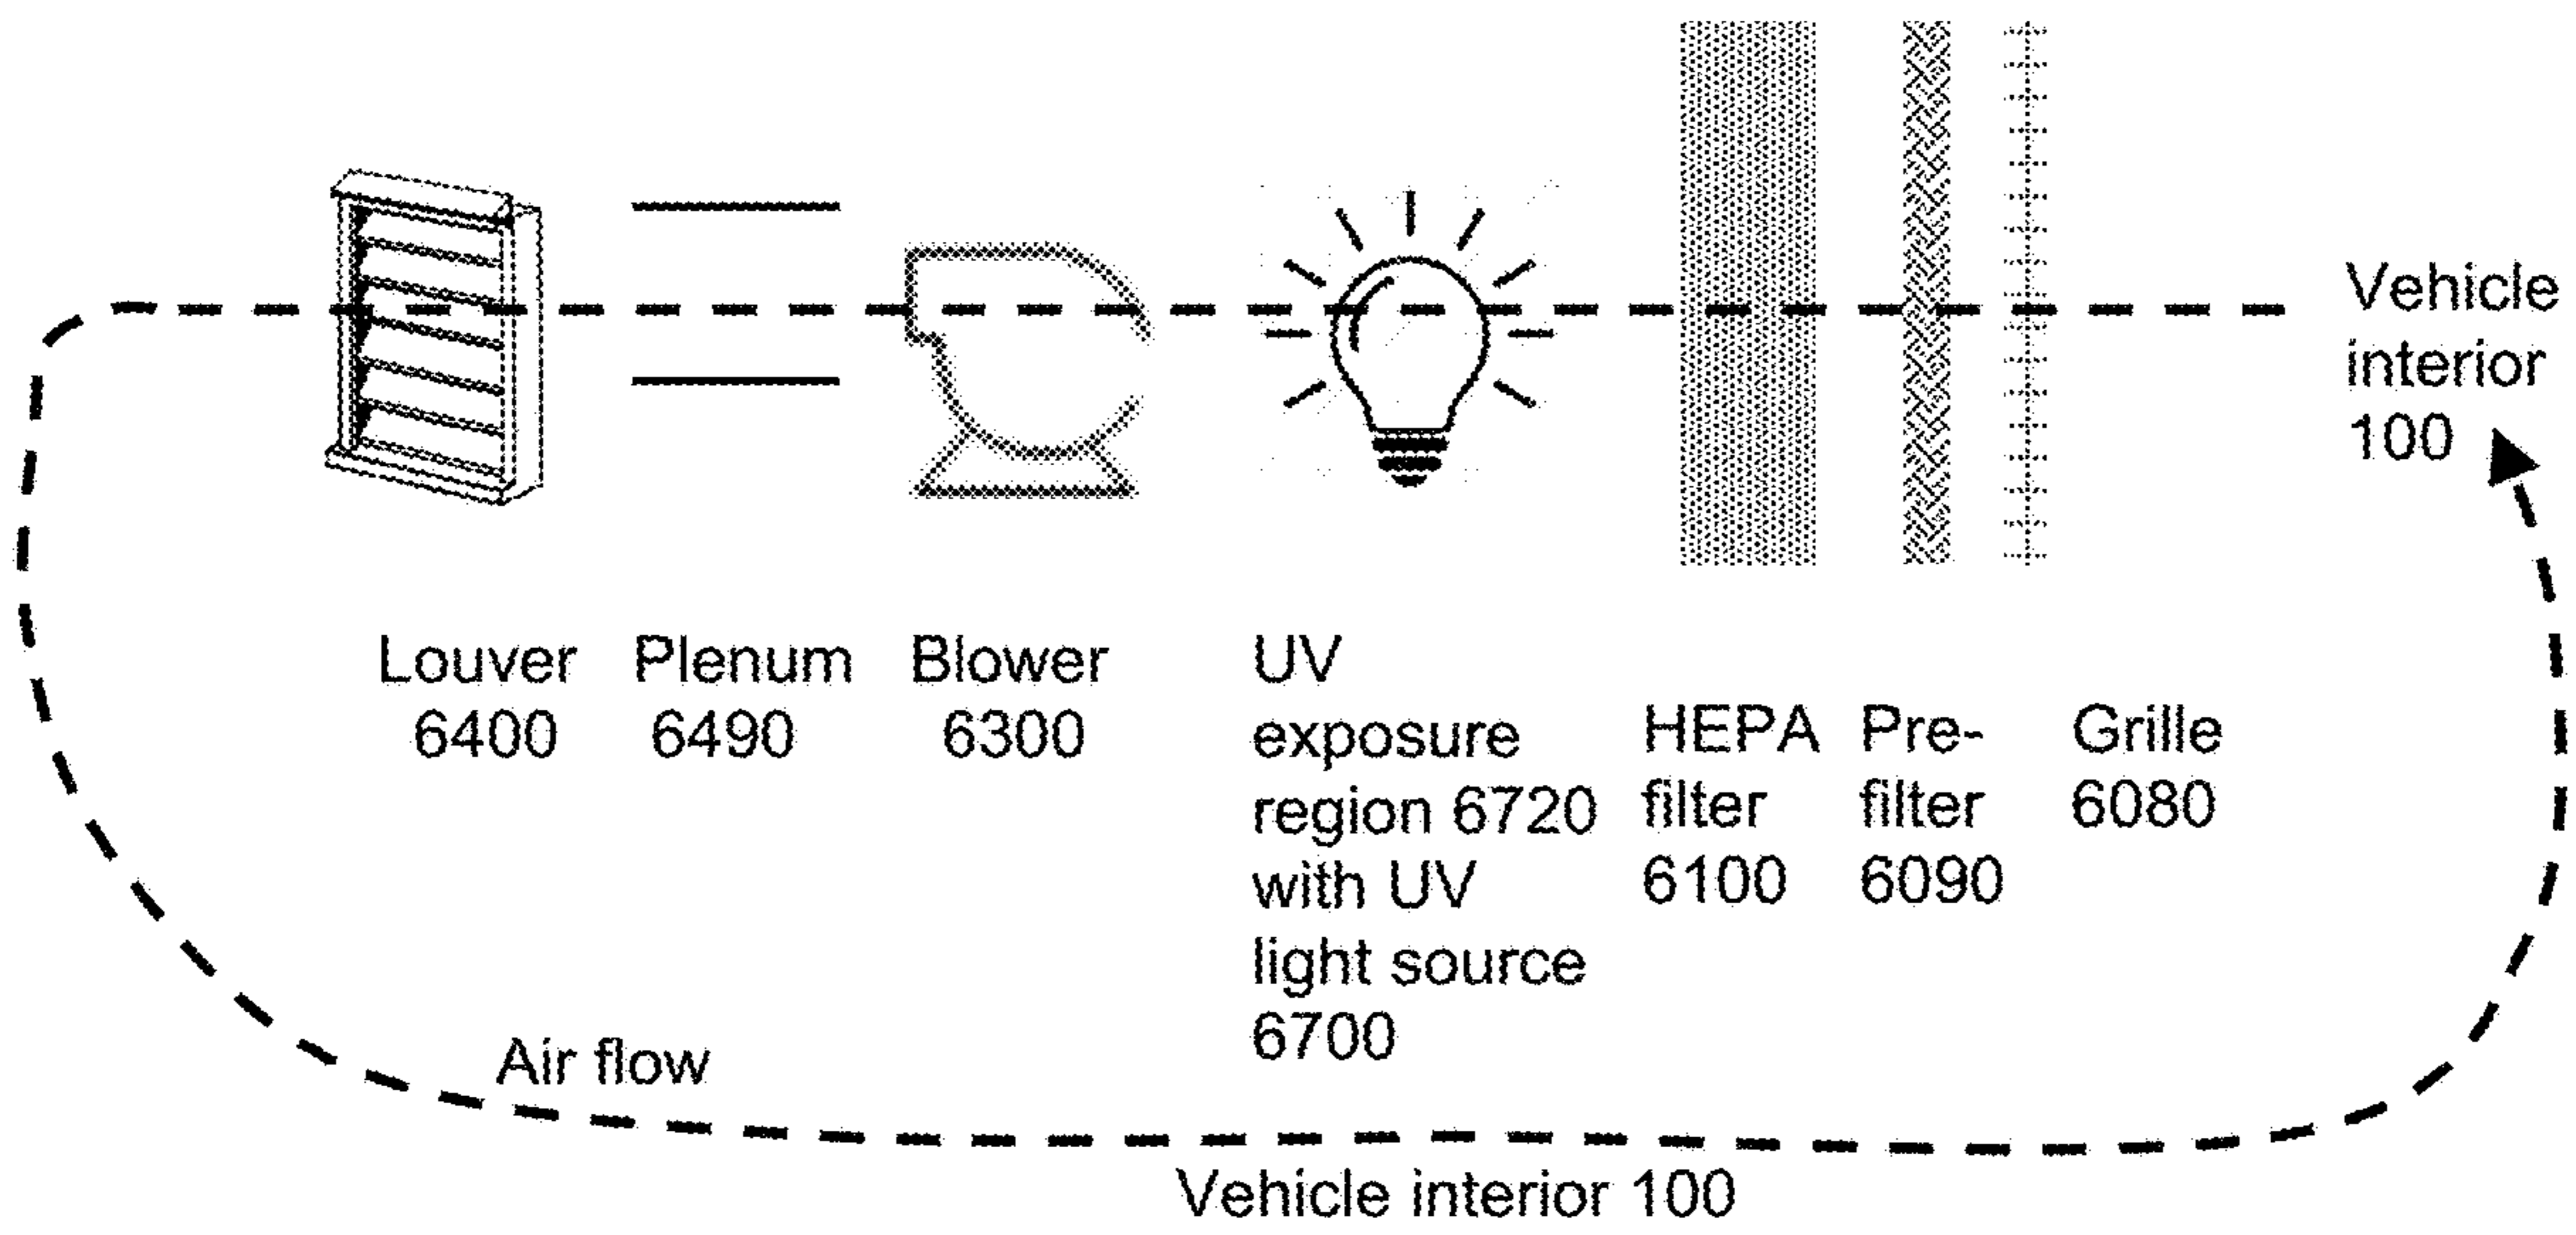 Vehicle
interior
100
Louver
6400
Plenum
6490
Blower
6300
UV
exposure
region 6720
with UV
light source
6700
HEPA
filter
6100
Pre-
filter
6090
Grille
6080
Air flow
Vehicle interior 100